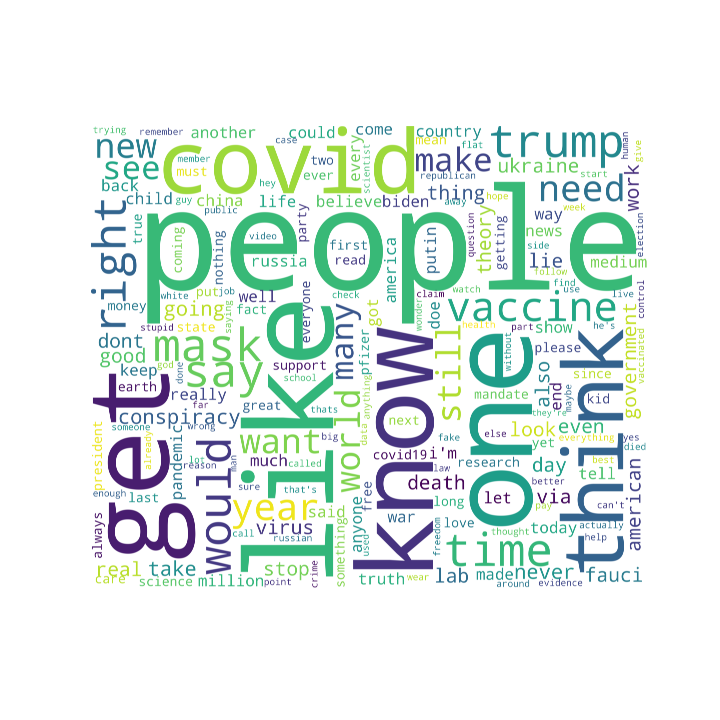 trying remember another could come country mean flat human
new covid trump
case every scientist make ukraine give
see member must two ever republican start
back hey thing need work
child guy china life believe biden away hope week
right true public party theory getting way news election
people
coming nothing video first read america putin question side medium
money white job russia lie
going put well fact check got claim follow find use live control
dont stupid state saying everyone doe wonder watch vaccine he's
good mask many pfizer know still health part show without think government vaccinated
keep god done support mandate please since
earth say like school one also end kid
really want world anything look even
conspiracy far great thats data next fake else they're maybe everything yes
get president someone wrong pandemic would lot reason man much called big covid19 i'm law research yet day best died
enough already last sure that's free death long let via tell better can't american
year said anyone
always call virus russian something used war freedom love thought today pay actually
real stop truth time help
care take crime wear lab made never fauci
science million point around evidence